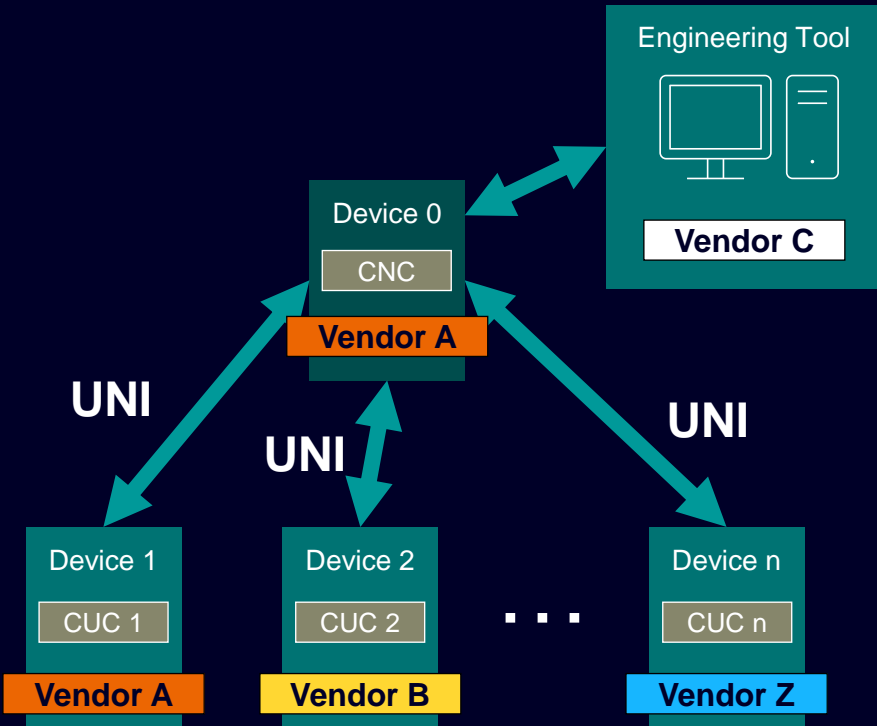 Engineering Tool
Vendor C
Device 0
CNC
Vendor A
UNI
UNI
UNI
Device 1
CUC 1
Vendor A
Device 2
CUC 2
Vendor B
. . .
Device n
CUC n
Vendor Z